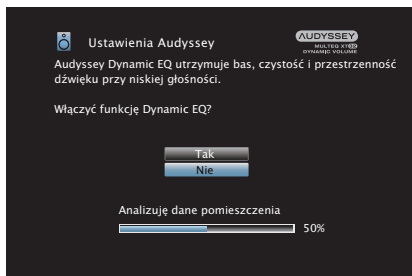 Ustawienia Audyssey
AUDYSSEY
MULTEQ XT32
DYNAMIC VOLUME
Audyssey Dynamic EQ utrzymuje bas, czystość i przestrzenność
dźwięku przy niskiej głośności.
Włączyć funkcję Dynamic EQ?
Tak
Nie
Analizuję dane pomieszczenia
50%